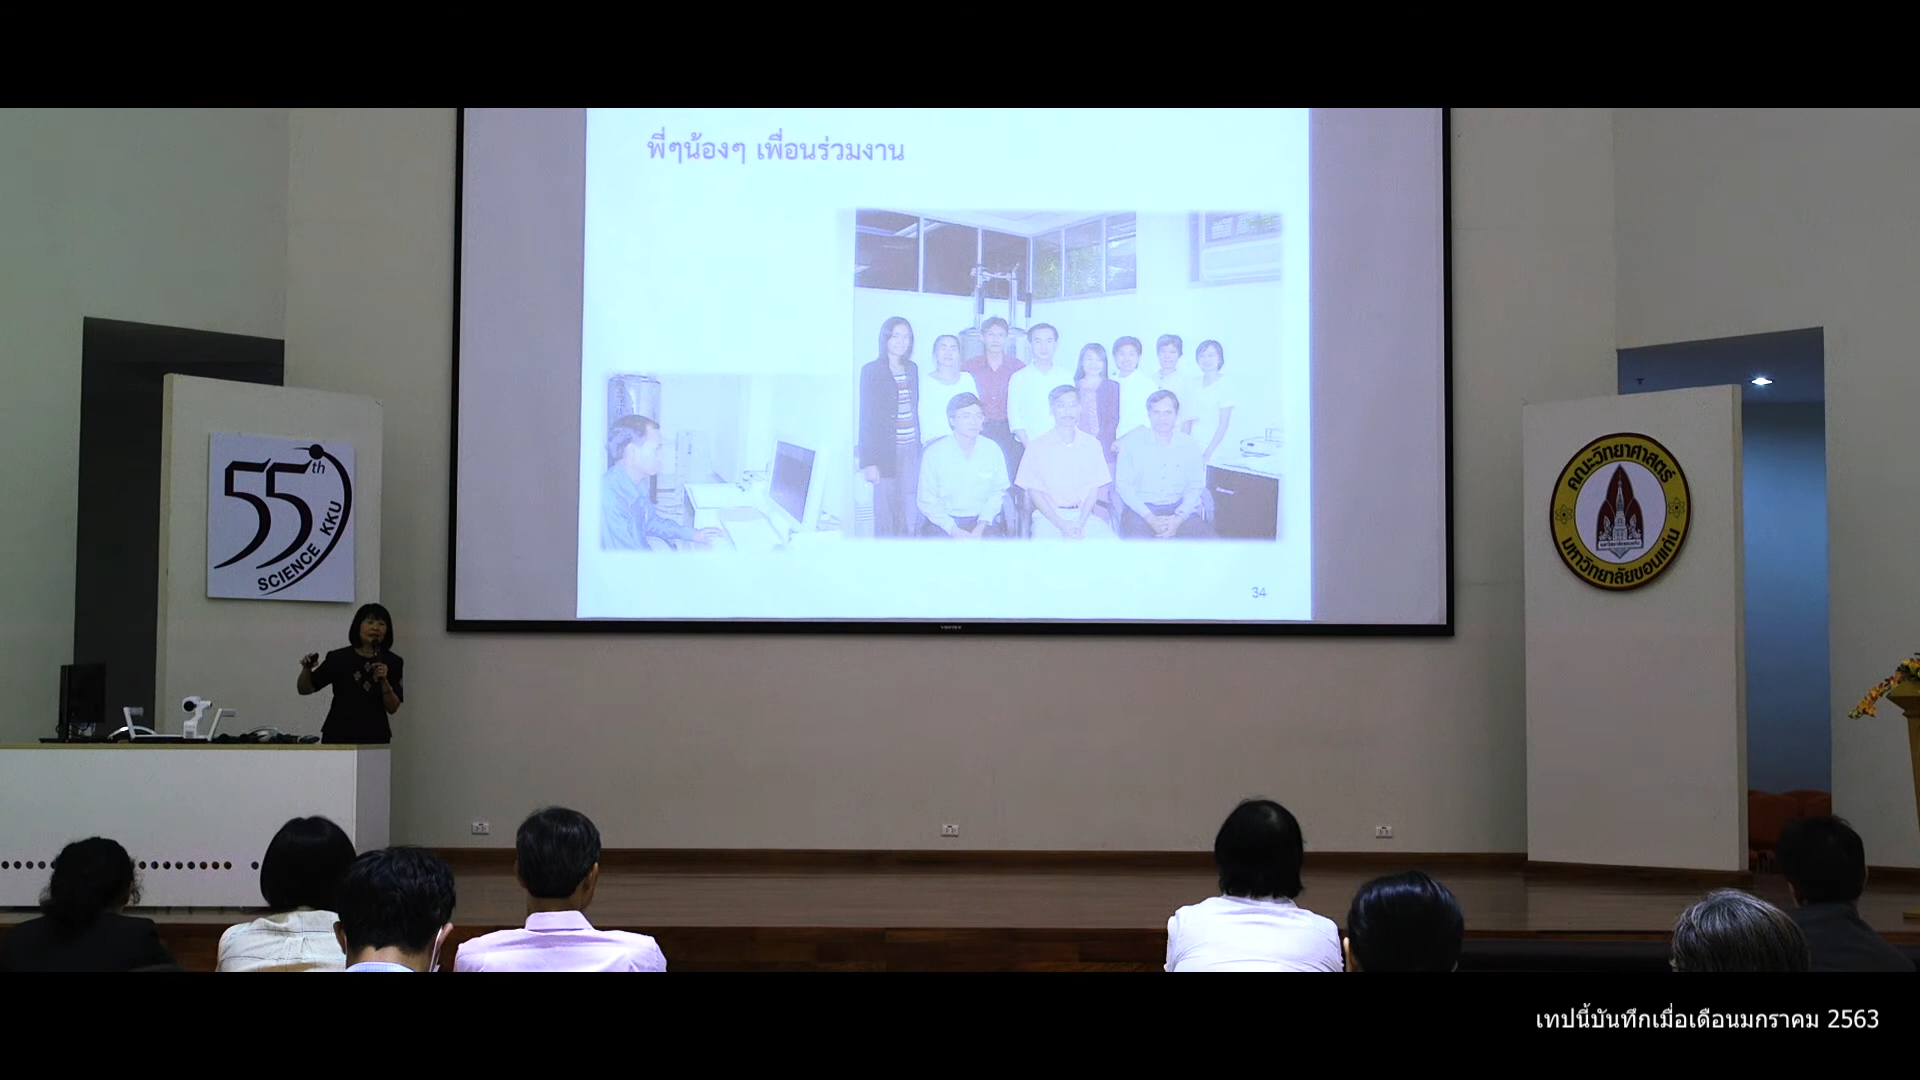 พี่ๆน้องๆ เพื่อนร่วมงาน
34
55th
SCIENCE KKU
คณะวิทยาศาสตร์
มหาวิทยาลัยขอนแก่น
เทปนี้บันทึกเมื่อเดือนมกราคม 2563